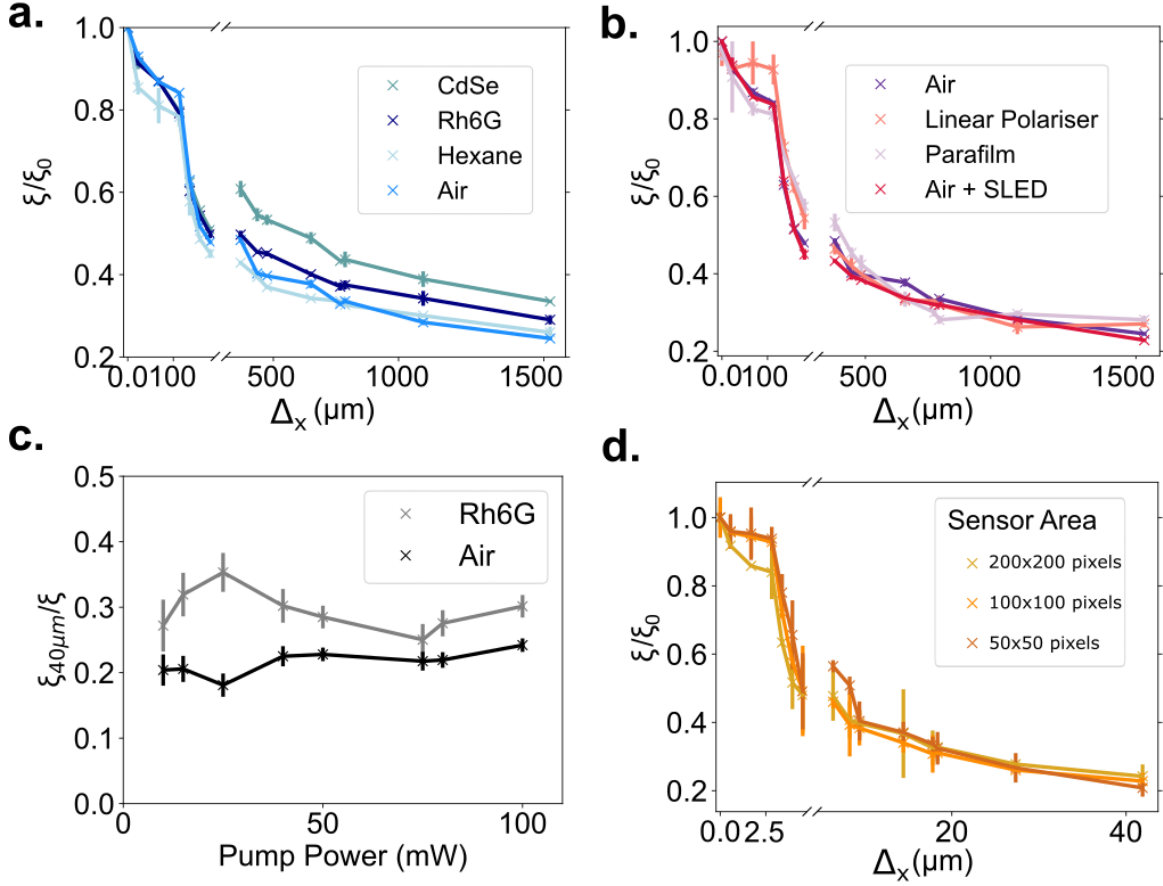 a.
1.0
0.8
0.6
0.4
0.2
ξ/ξ₀
CdSe
Rh6G
Hexane
Air
0.0100 500 1000 1500
Δₓ (µm)
b.
1.0
0.8
0.6
0.4
0.2
ξ/ξ₀
Air
Linear Polariser
Parafilm
Air + SLED
0.0100 500 1000 1500
Δₓ (µm)
c.
0.5
0.4
0.3
0.2
0.1
0.0
ξ₄₀µm/ξ
Rh6G
Air
0 50 100
Pump Power (mW)
d.
1.0
0.8
0.6
0.4
0.2
ξ/ξ₀
Sensor Area
200x200 pixels
100x100 pixels
50x50 pixels
0.02.5 20 40
Δₓ (µm)